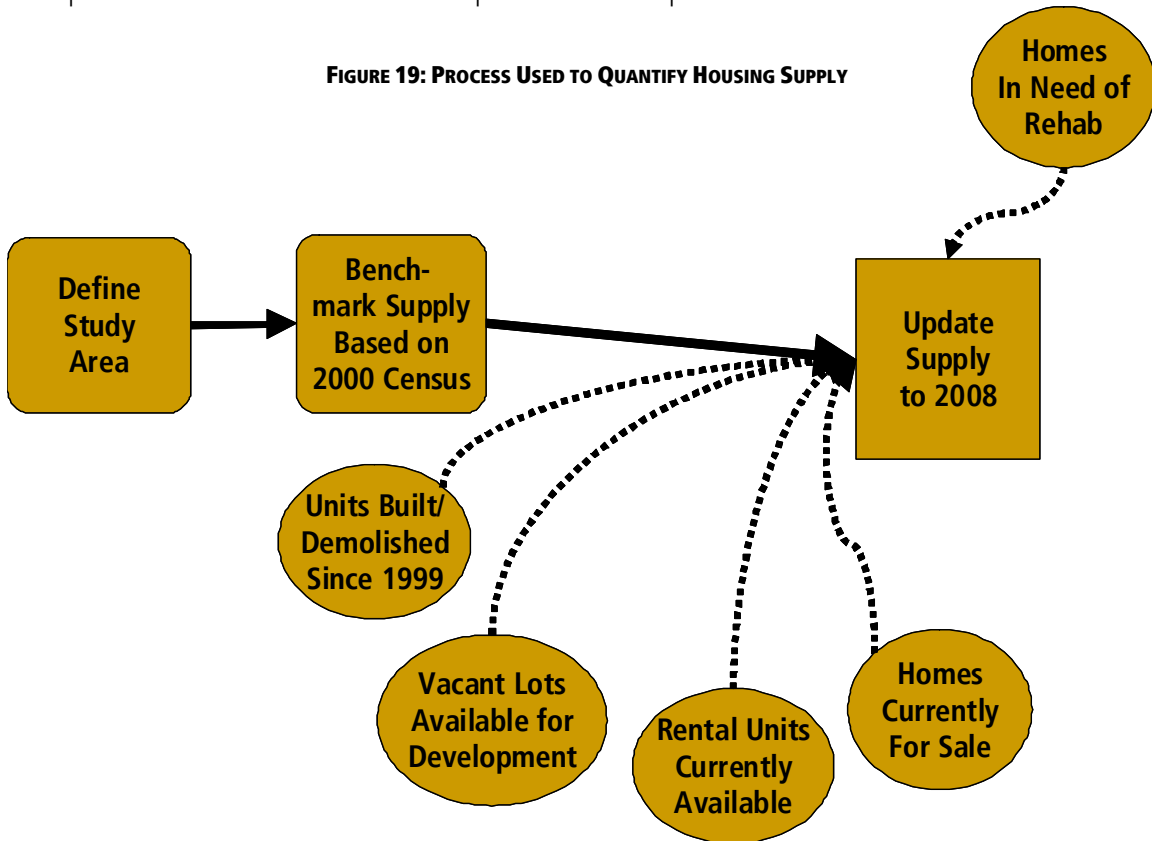 FIGURE 19: PROCESS USED TO QUANTIFY HOUSING SUPPLY
Homes
In Need of
Rehab
Define
Study
Area
Bench-
mark Supply
Based on
2000 Census
Update
Supply
to 2008
Units Built/
Demolished
Since 1999
Vacant Lots
Available for
Development
Rental Units
Currently
Available
Homes
Currently
For Sale